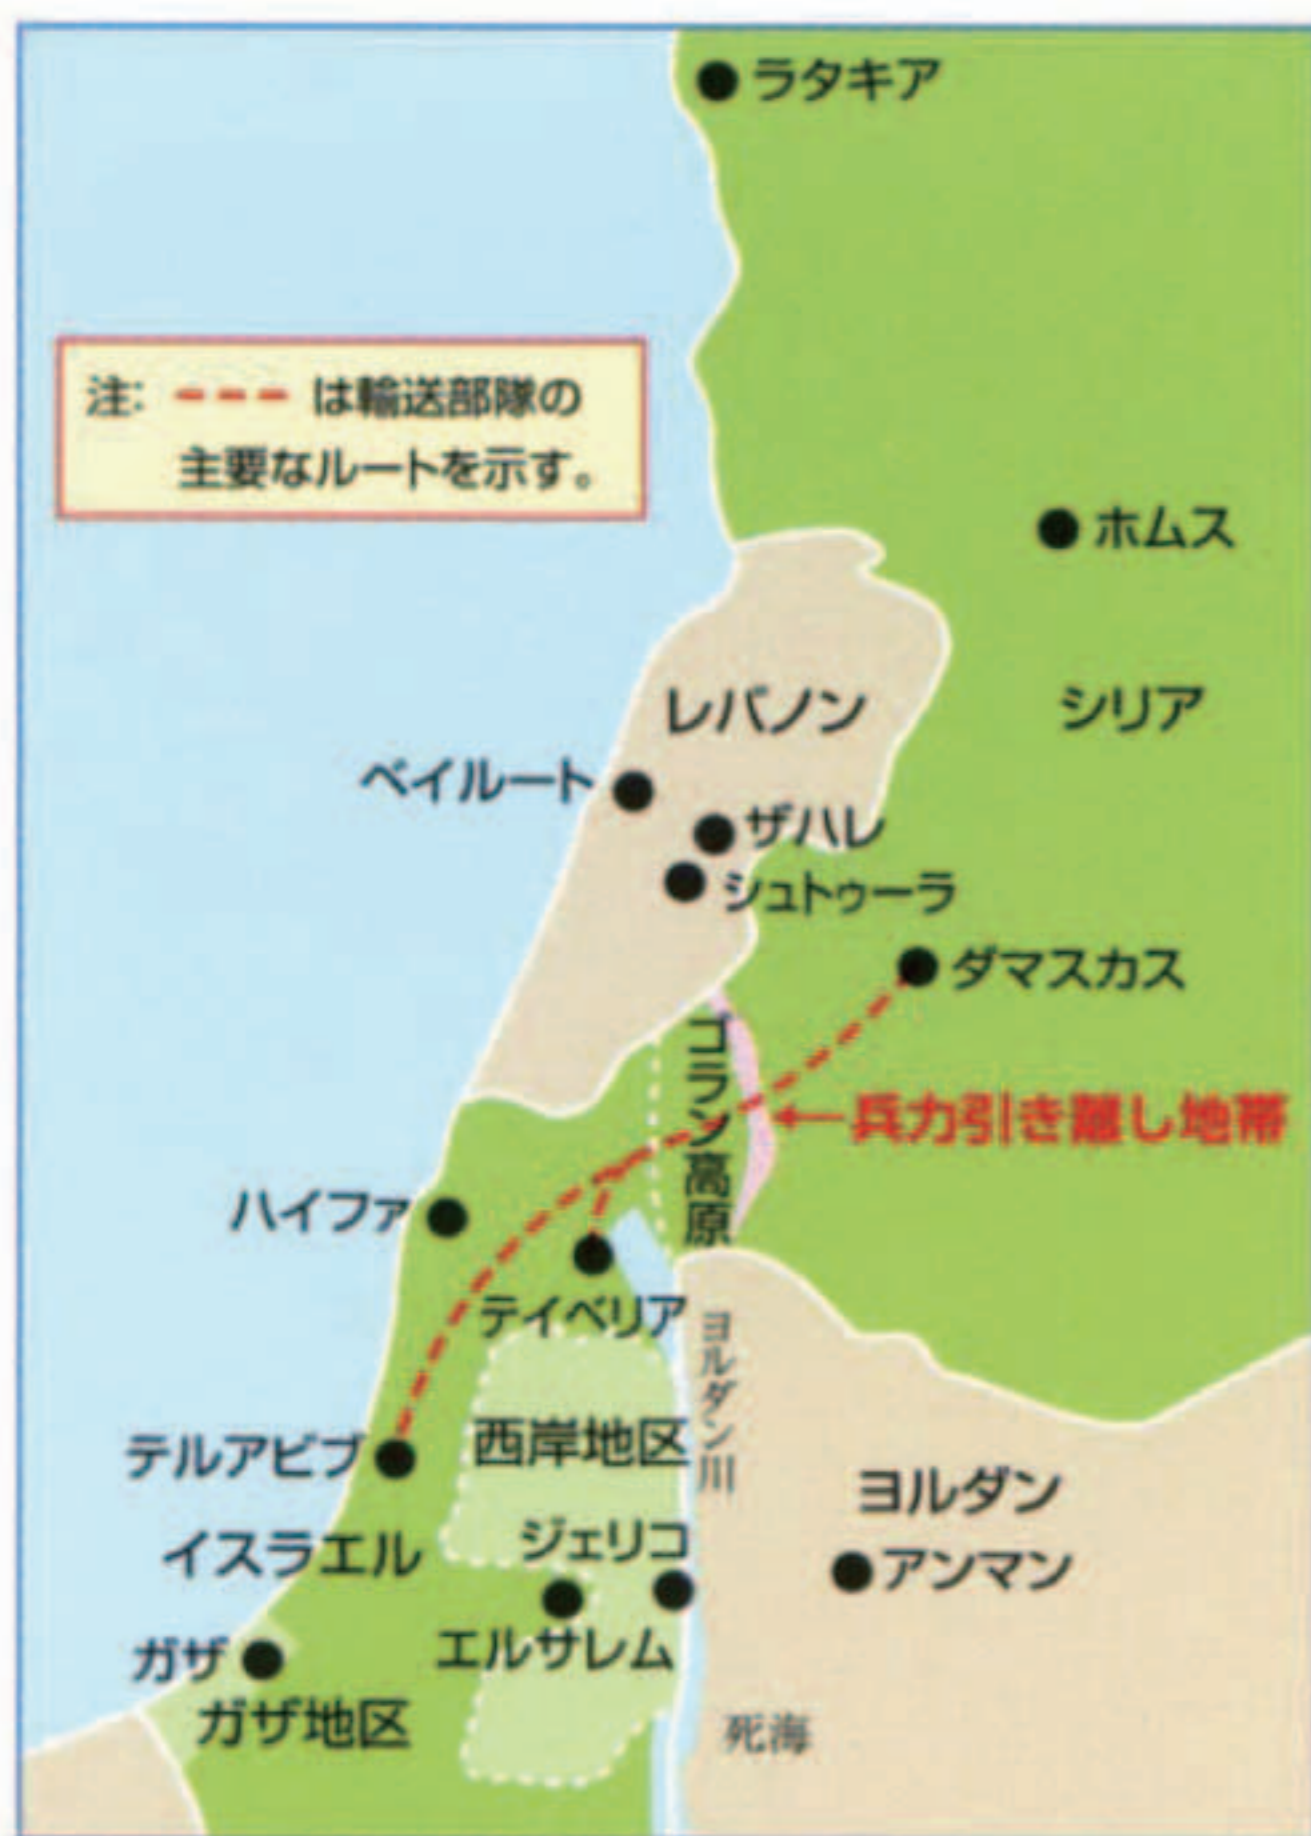 ラタキア
注: --- は輸送部隊の
主要なルートを示す。
ホムス
シリア
レバノン
ベイルート
ザハレ
シュトゥーラ
ダマスカス
ゴラン高原
兵力引き離し地帯
ハイファ
テイベリア
ヨルダン川
西岸地区
テルアビブ
ヨルダン
ジェリコ
イスラエル
アンマン
エルサレム
ガザ
ガザ地区
死海